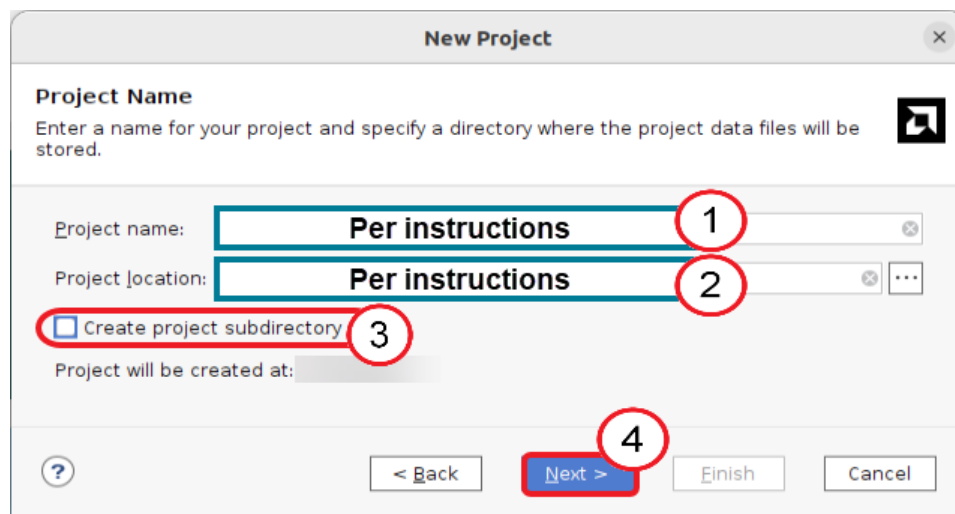 New Project
Project Name
Enter a name for your project and specify a directory where the project data files will be
stored.
Project name: Per instructions 1
Project location: Per instructions 2 ...
Create project subdirectory 3
Project will be created at:
4
? < Back Next > Finish Cancel